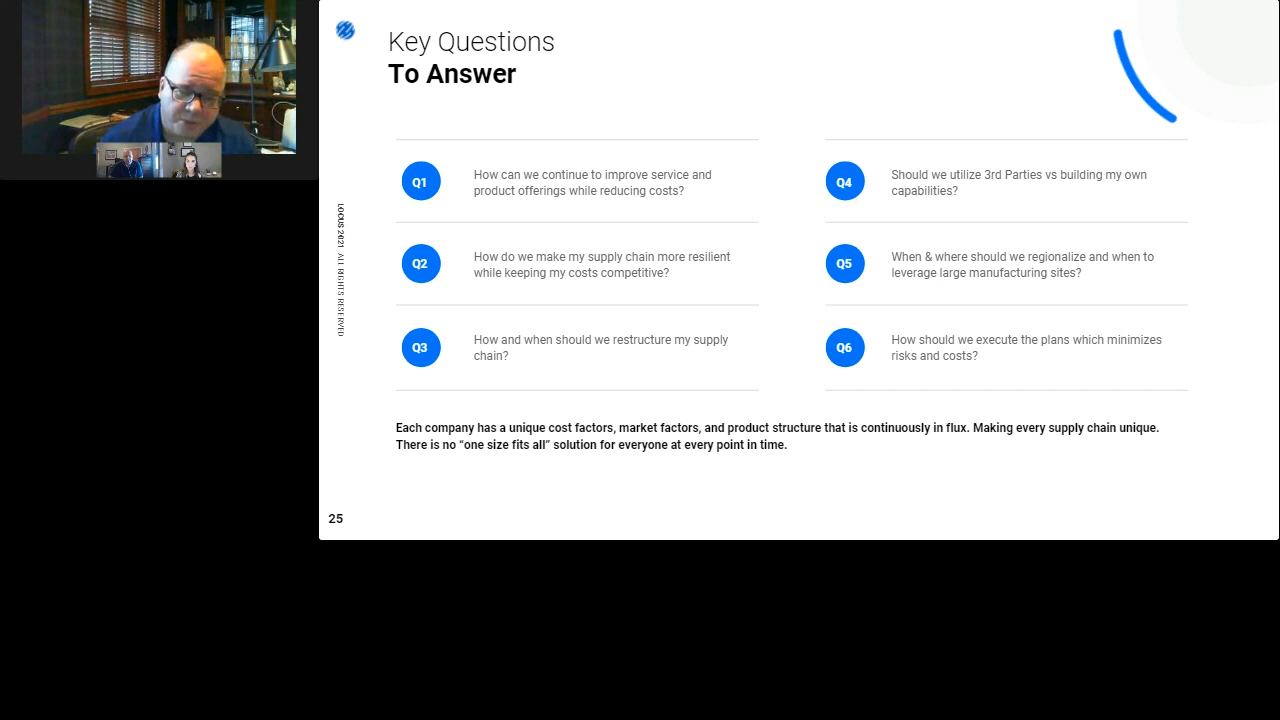 Key Questions
To Answer
Q1
How can we continue to improve service and
product offerings while reducing costs?
Q2
How do we make my supply chain more resilient
while keeping my costs competitive?
Q3
How and when should we restructure my supply
chain?
Q4
Should we utilize 3rd Parties vs building my own
capabilities?
Q5
When & where should we regionalize and when to
leverage large manufacturing sites?
Q6
How should we execute the plans which minimizes
risks and costs?
Each company has a unique cost factors, market factors, and product structure that is continuously in flux. Making every supply chain unique.
There is no “one size fits all” solution for everyone at every point in time.
LOCUS 2021 ALL RIGHTS RESERVED
25